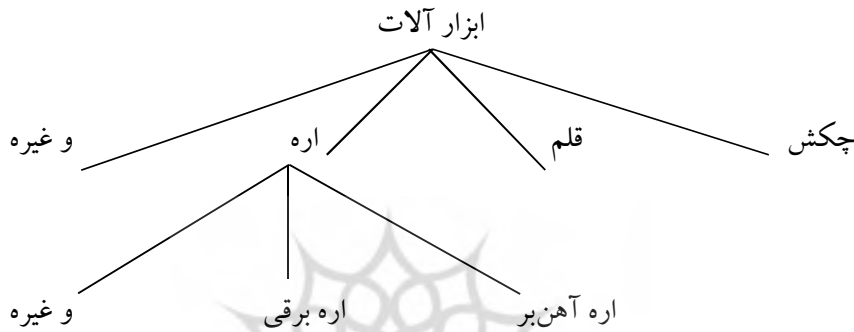 ابزار آلات
چکش قلم اره و غیره
اره آهن‌بر اره برقی و غیره